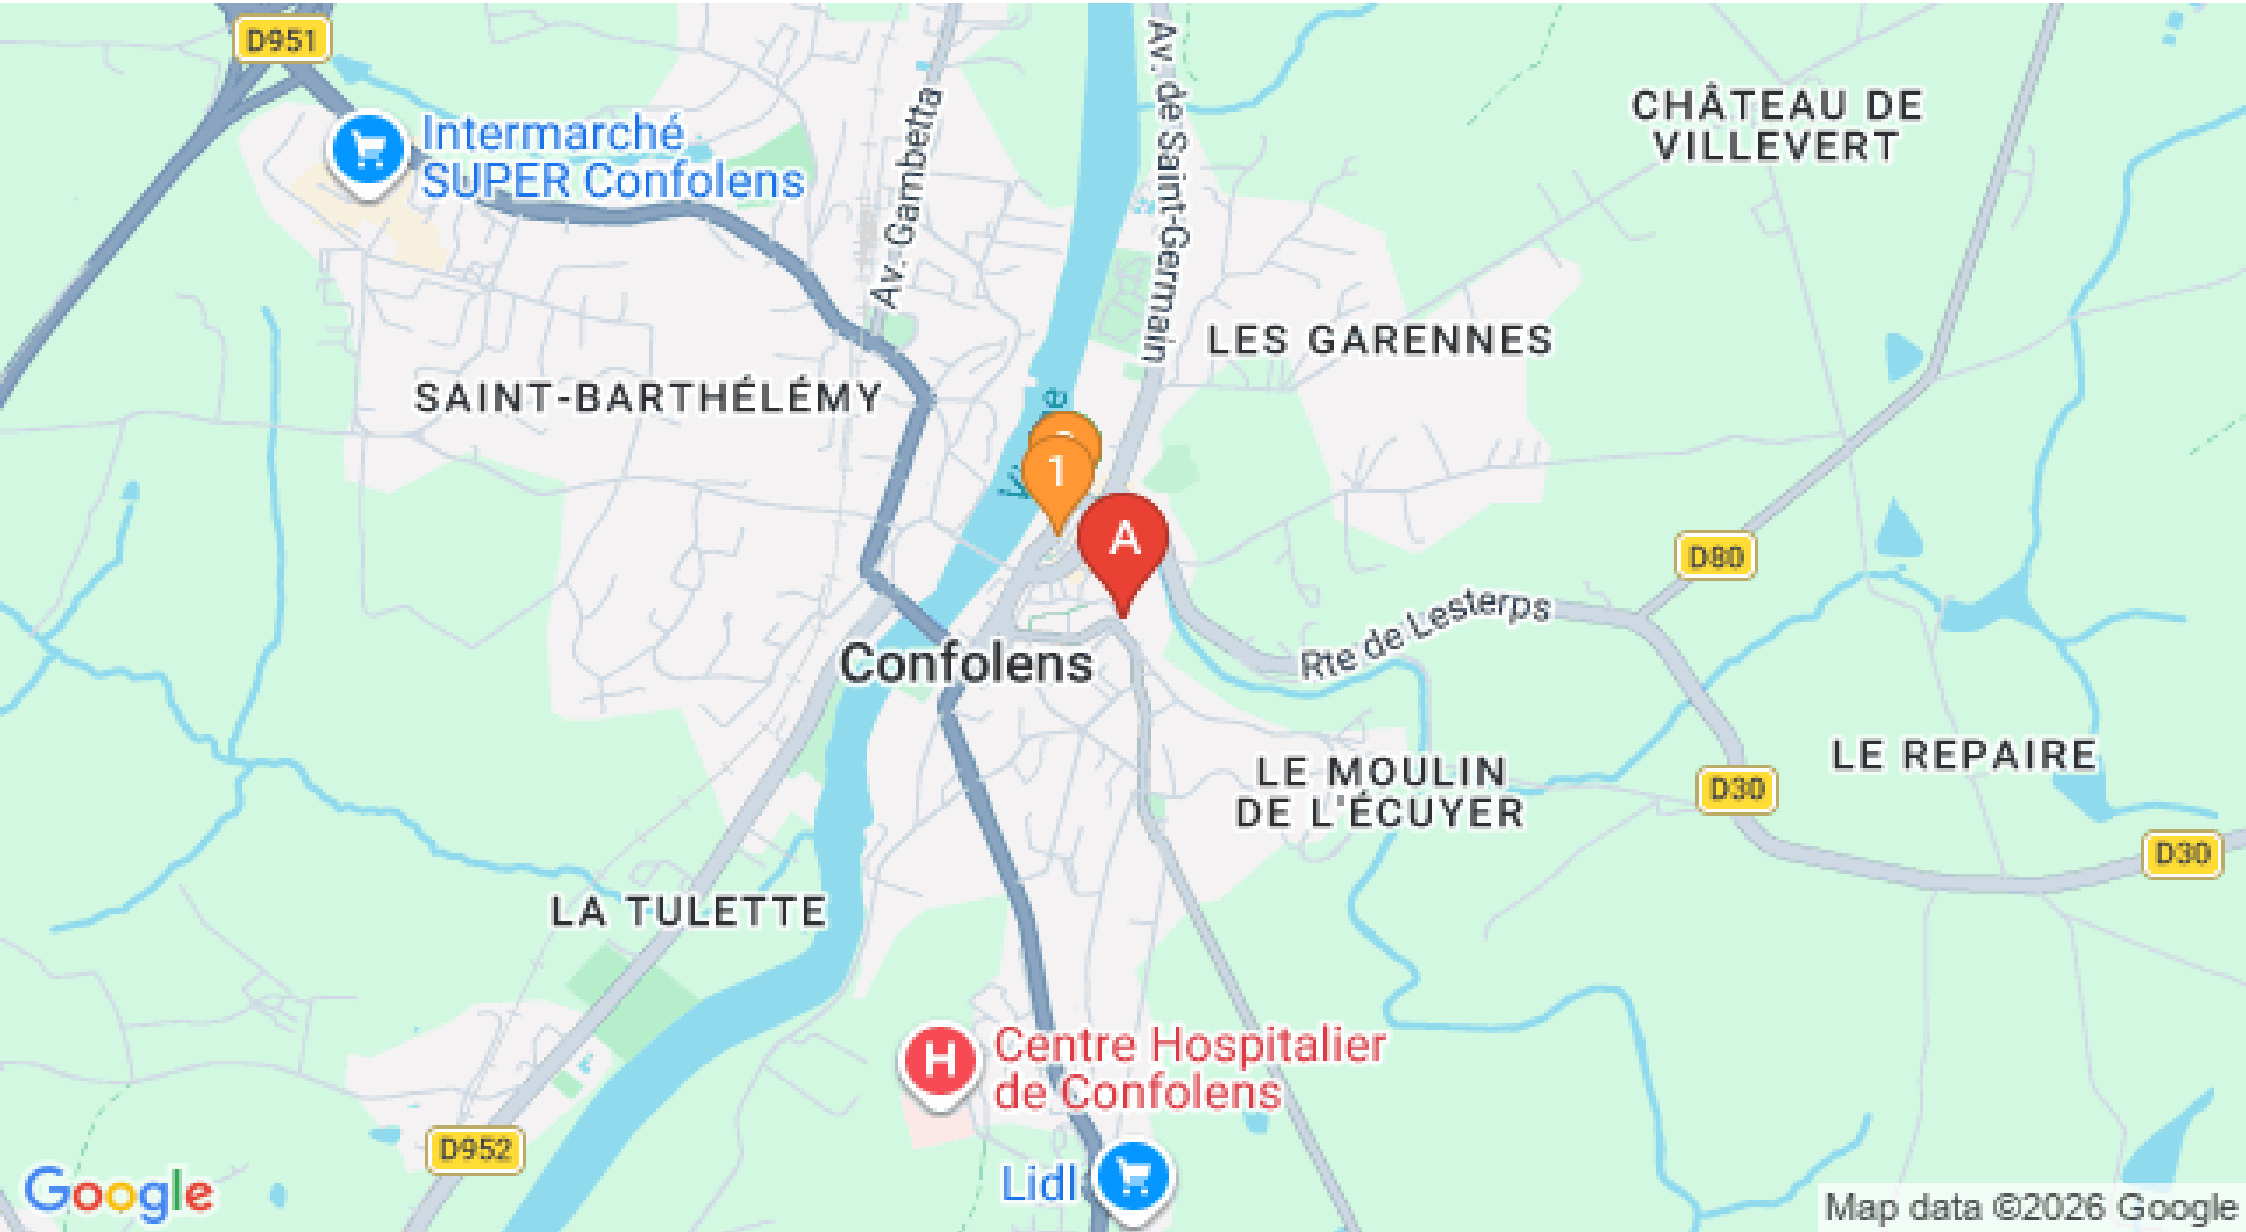 D951
Av. de Saint-Germain
CHÂTEAU DE
VILLEVERT
Intermarché
SUPER Confolens
Av. Gambetta
LES GARENNES
SAINT-BARTHÉLÉMY
1
A
D80
Rte de Lesterps
Confolens
LE REPAIRE
LE MOULIN
DE L'ÉCUYER
D30
D30
LA TULETTE
H
Centre Hospitalier
de Confolens
D952
Lidl
Google
Map data ©2026 Google